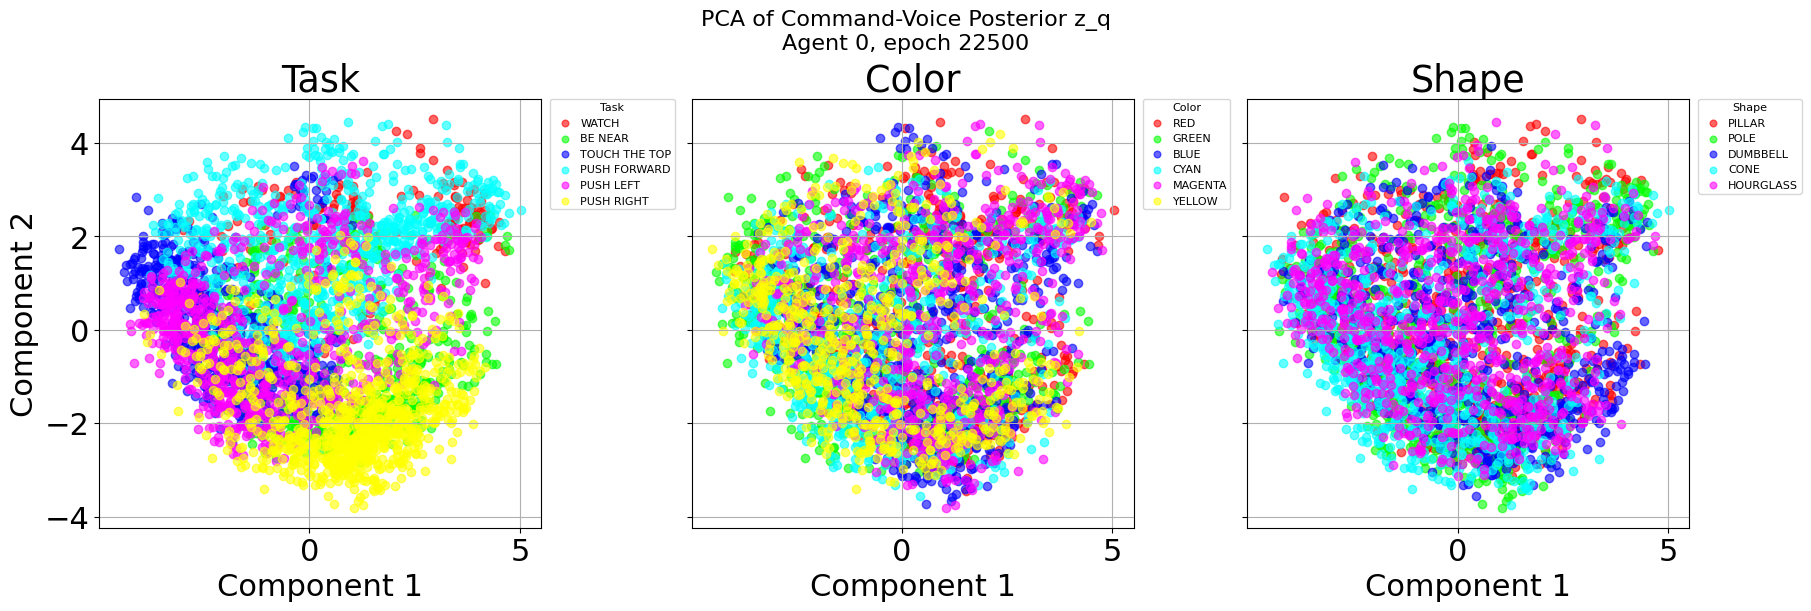 PCA of Command-Voice Posterior z_q
Agent 0, epoch 22500
Task
Component 2
4
2
0
−2
−4
0 5
Component 1
Task
WATCH
BE NEAR
TOUCH THE TOP
PUSH FORWARD
PUSH LEFT
PUSH RIGHT
Color
0 5
Component 1
Color
RED
GREEN
BLUE
CYAN
MAGENTA
YELLOW
Shape
0 5
Component 1
Shape
PILLAR
POLE
DUMBBELL
CONE
HOURGLASS